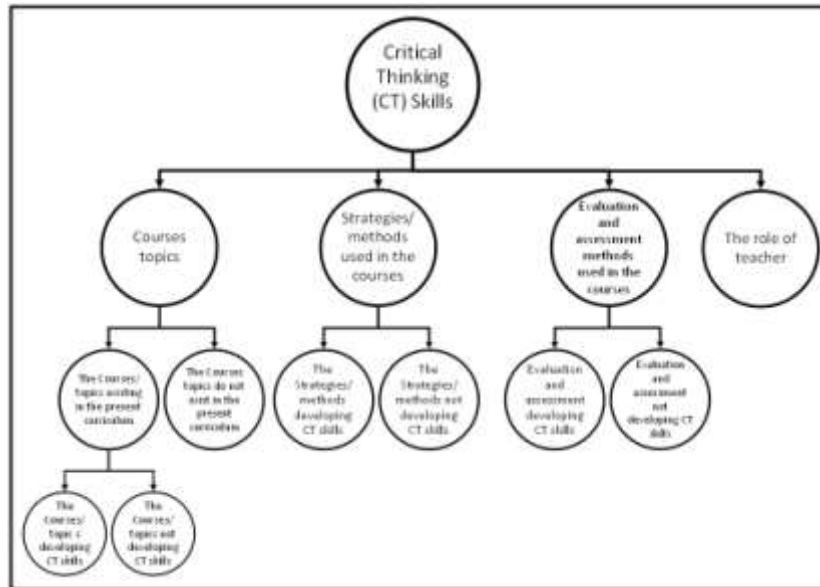 Critical
Thinking
(CT) Skills
Courses
topics
Strategies/
methods
used in the
courses
Evaluation
and
assessment
methods
used in the
courses
The role of
teacher
The Courses/
topics existing
in the present
curriculum
The Courses
topics do not
exist in the
present
curriculum
The
Strategies/
methods
developing
CT skills
The
Strategies/
methods not
developing
CT skills
Evaluation
and
assessment
developing
CT skills
Evaluation
and
assessment
not
developing CT
skills
The
Courses/
topic s
developing
CT skills
The
Courses/
topics not
developing
CT skills